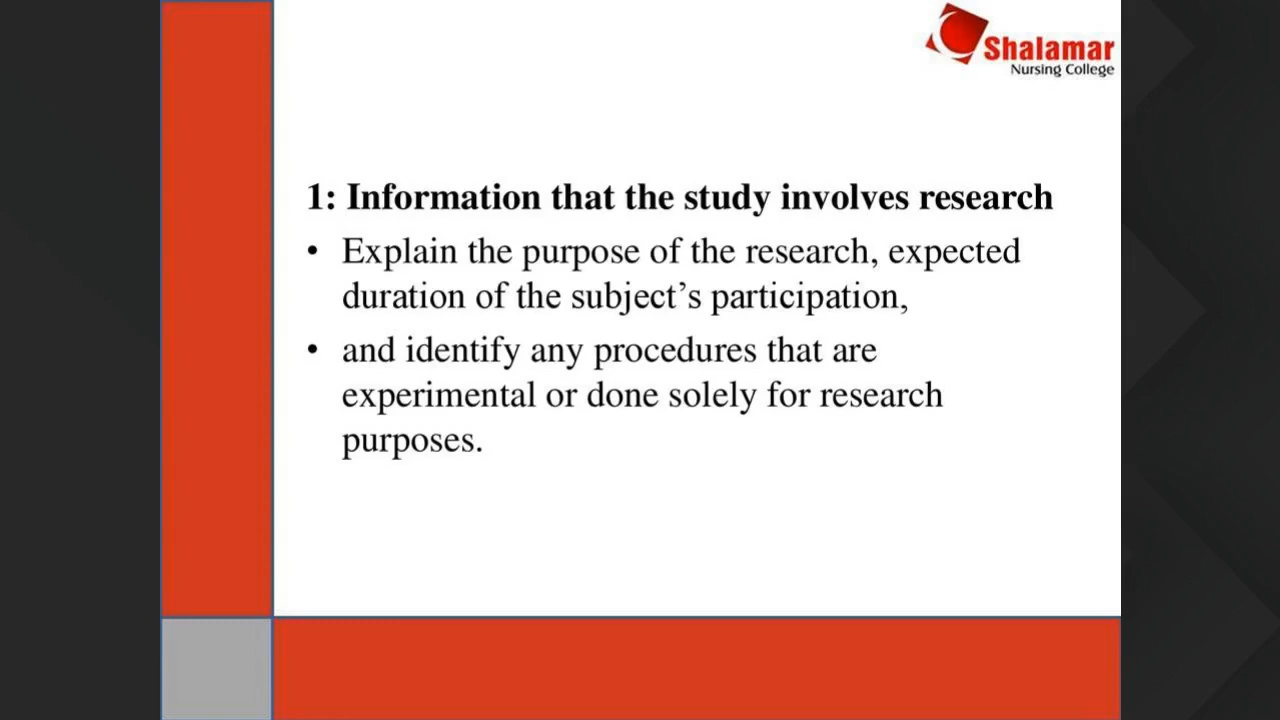 Shalamar
Nursing College
1: Information that the study involves research
• Explain the purpose of the research, expected
duration of the subject’s participation,
• and identify any procedures that are
experimental or done solely for research
purposes.